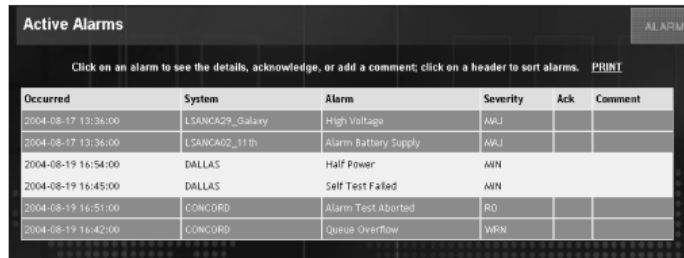 Active Alarms
ALARM
Click on an alarm to see the details, acknowledge, or add a comment; click on a header to sort alarms. PRINT
Occurred System Alarm Severity Ack Comment
2004-08-17 13:36:00 LSANCA29_Galaxy High Voltage MAJ
2004-08-17 13:36:00 LSANCA02_11th Alarm Battery Supply MAJ
2004-08-19 16:54:00 DALLAS Half Power MIN
2004-08-19 16:45:00 DALLAS Self Test Failed MIN
2004-08-19 16:51:00 CONCORD Alarm Test Aborted RO
2004-08-19 16:42:00 CONCORD Queue Overflow WRN